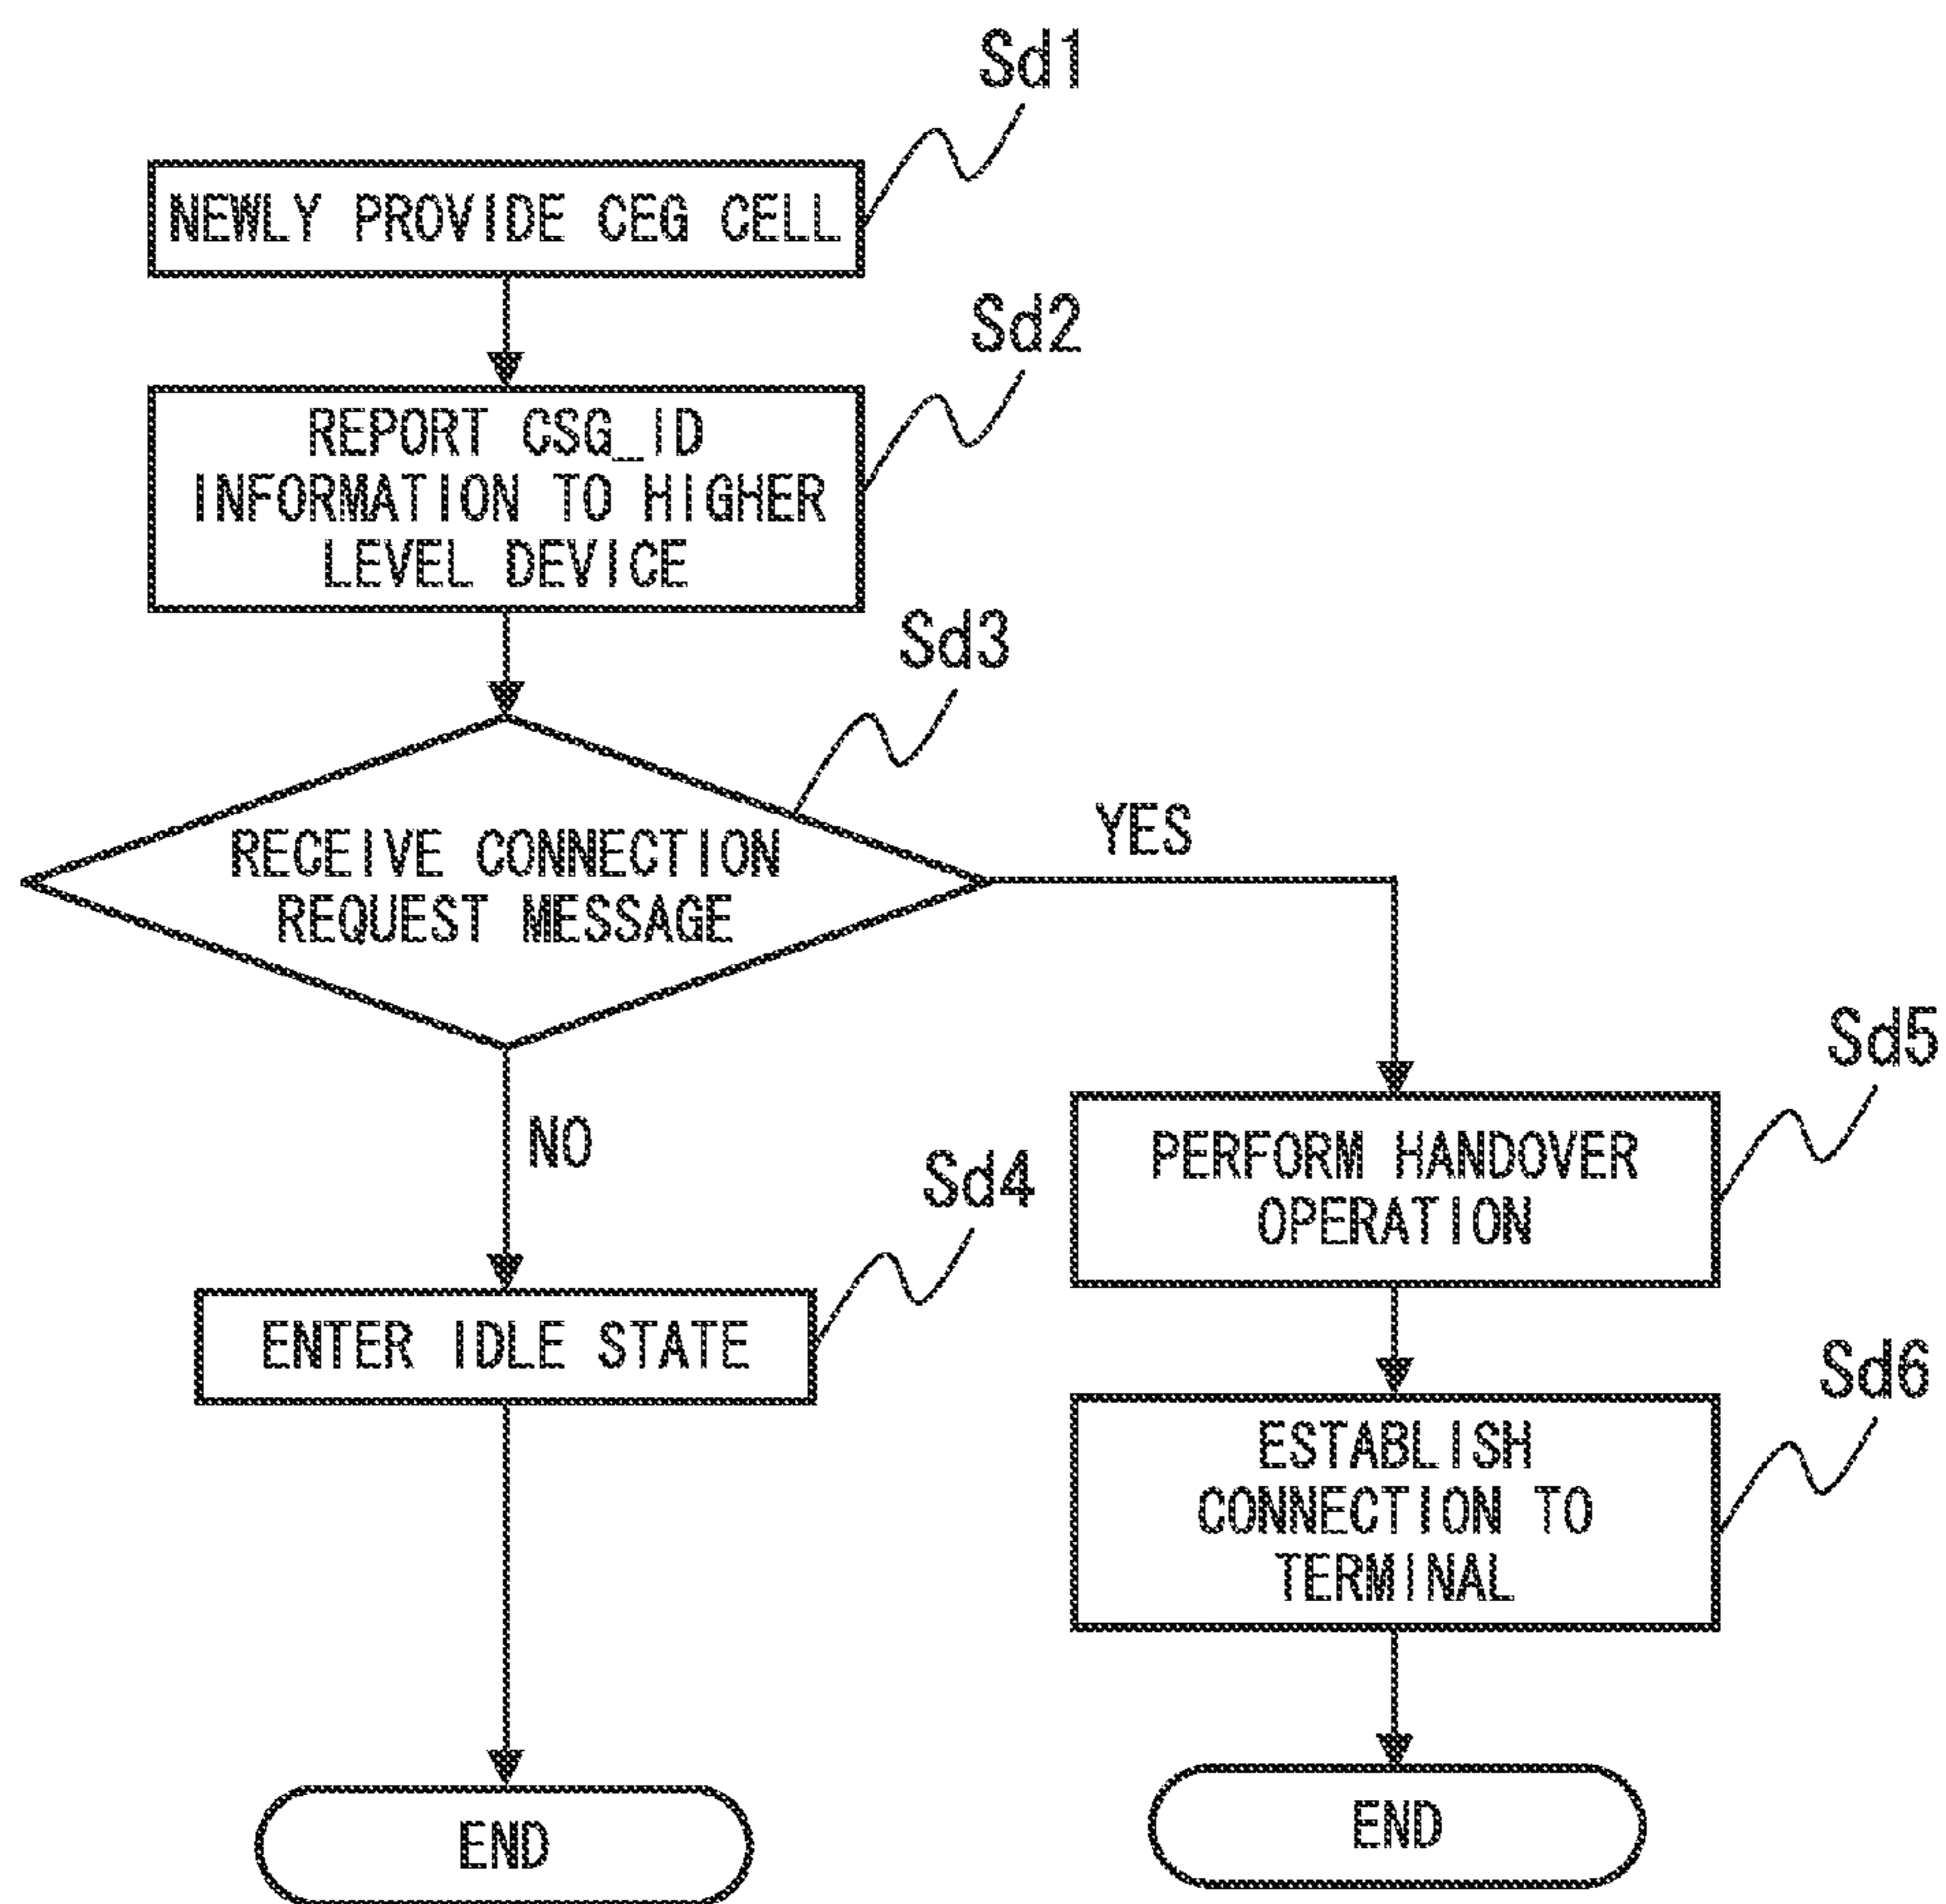 Sd1
NEWLY PROVIDE CEG CELL
Sd2
REPORT CSG_ID
INFORMATION TO HIGHER
LEVEL DEVICE
Sd3
RECEIVE CONNECTION
REQUEST MESSAGE
YES
NO
Sd4
ENTER IDLE STATE
END
Sd5
PERFORM HANDOVER
OPERATION
Sd6
ESTABLISH
CONNECTION TO
TERMINAL
END